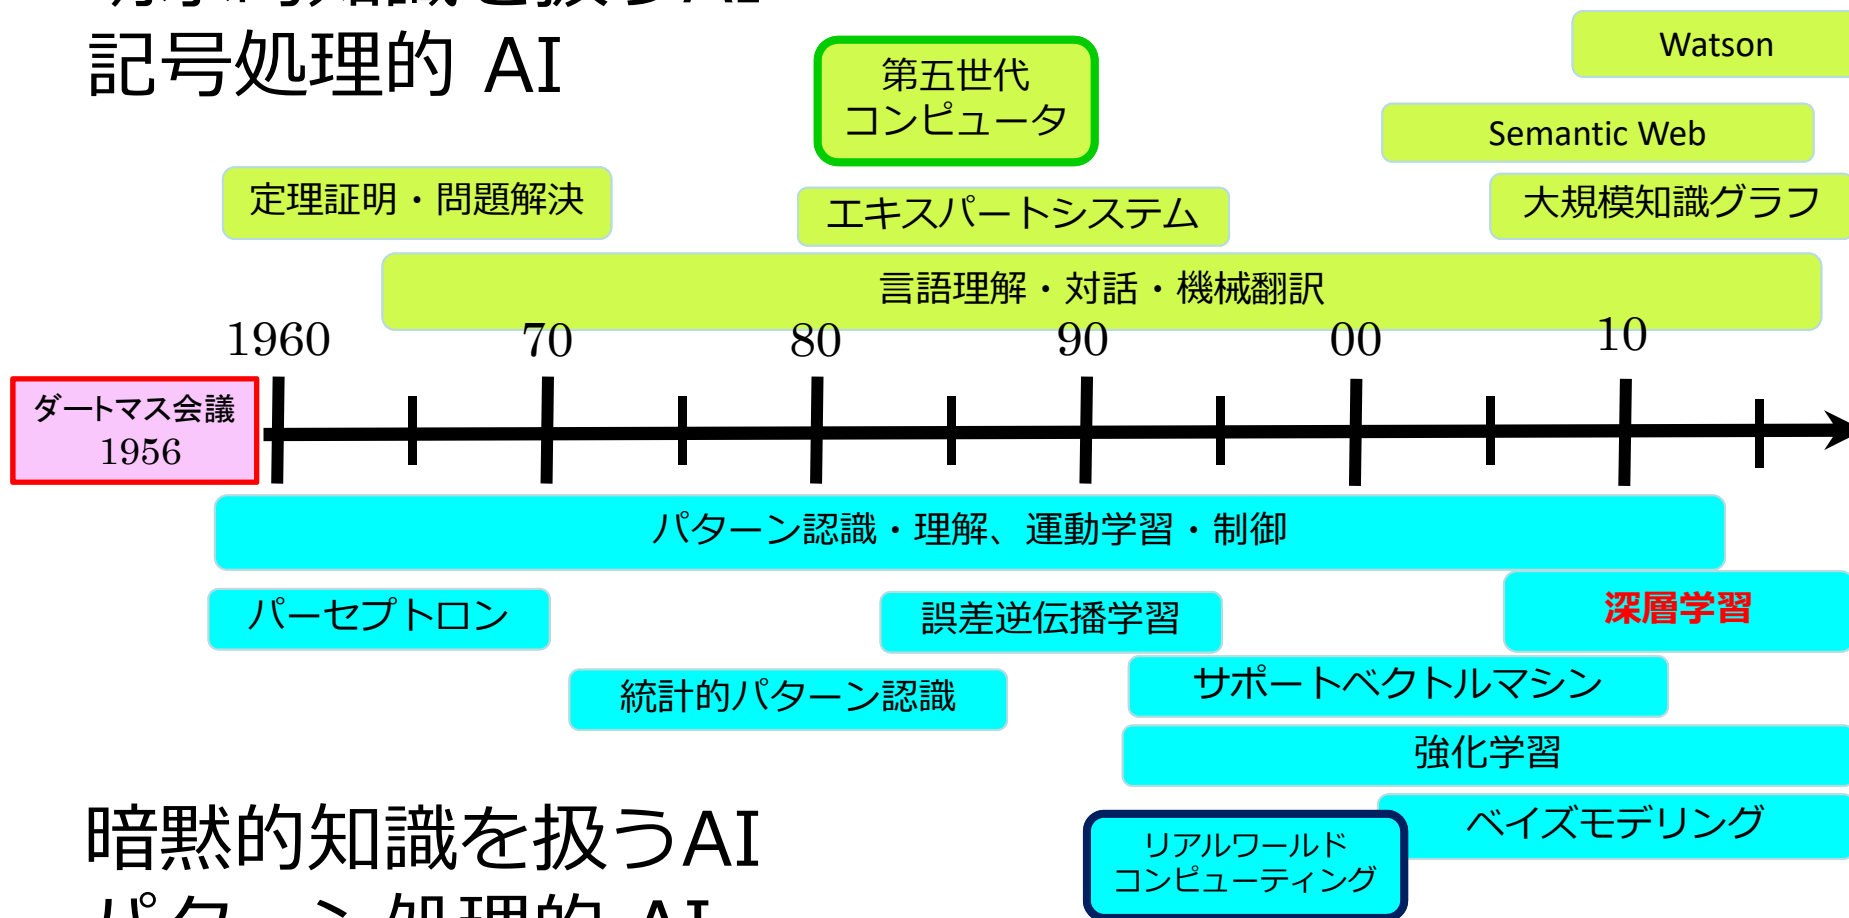 記号処理的 AI
第五世代
コンピュータ
Watson
Semantic Web
定理証明・問題解決
エキスパートシステム
大規模知識グラフ
言語理解・対話・機械翻訳
1960
70
80
90
00
10
ダートマス会議
1956
パターン認識・理解、運動学習・制御
パーセプトロン
誤差逆伝播学習
深層学習
統計的パターン認識
サポートベクトルマシン
強化学習
ベイズモデリング
リアルワールド
コンピューティング
暗黙的知識を扱うAI
パターン処理的 AI